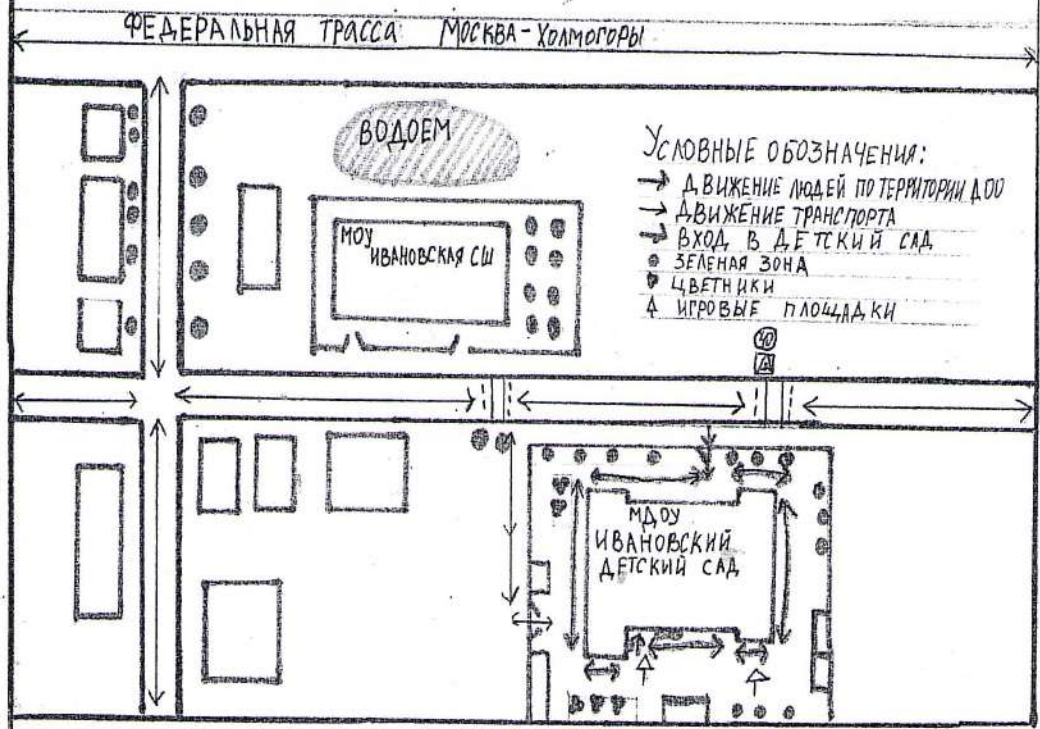 ФЕДЕРАЛЬНАЯ ТРАССА МОСКВА-ХОЛМОГОРЫ
ВОДОЕМ
МОУ
ИВАНОВСКАЯ СШ
УСЛОВНЫЕ ОБОЗНАЧЕНИЯ:
ДВИЖЕНИЕ ЛЮДЕЙ ПО ТЕРРИТОРИИ ДОО
ДВИЖЕНИЕ ТРАНСПОРТА
ВХОД В ДЕТСКИЙ САД
ЗЕЛЕНАЯ ЗОНА
ЦВЕТНИКИ
ИГРОВЫЕ ПЛОЩАДКИ
40
МДОУ
ИВАНОВСКИЙ
ДЕТСКИЙ САД